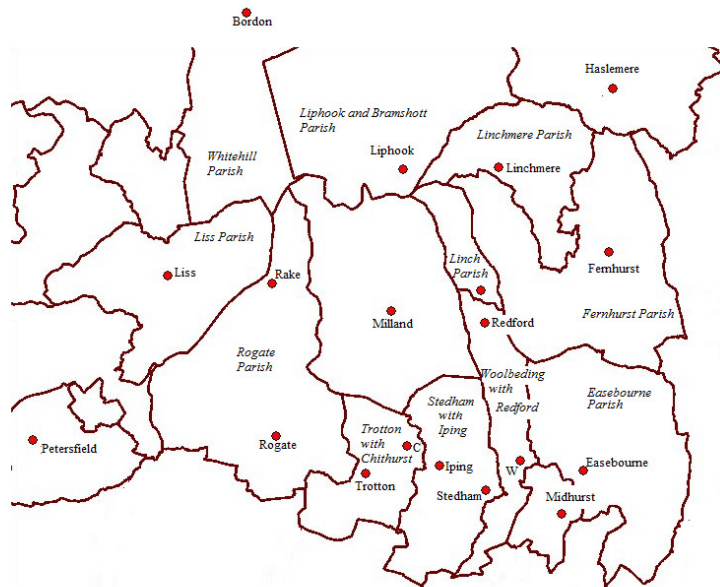 Bordon
Haslemere
Liphook and Bramshott
Parish
Linchmere Parish
Liphook
Linchmere
Whitehill
Parish
Liss Parish
Liss
Rake
Linch
Parish
Fernhurst
Milland
Redford
Fernhurst Parish
Rogate
Parish
Woolbeding
with
Redford
Easebourne
Parish
Stedham
with
Iping
Trotton
with
Chithurst
C
Petersfield
Rogate
Iping
W
Easebourne
Trotton
Stedham
Midhurst